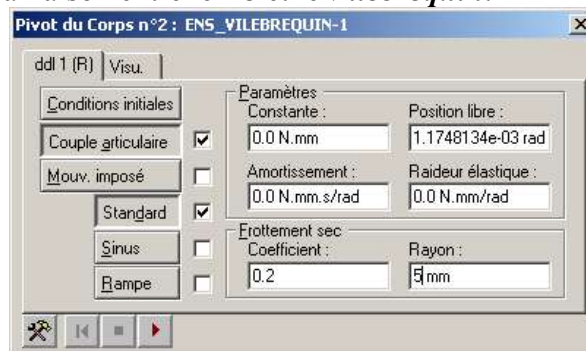 Pivot du Corps n°2 : ENS_VILEBREQUIN-1
ddl 1 (R) Visu.
Conditions initiales
Couple articulaire
Mouv. imposé
Standard
Sinus
Rampe
Paramètres
Constante : Position libre :
0.0 N.mm 1.1748134e-03 rad
Amortissement : Raideur élastique :
0.0 N.mm.s/rad 0.0 N.mm/rad
Frottement sec
Coefficient : Rayon :
0.2 5 mm